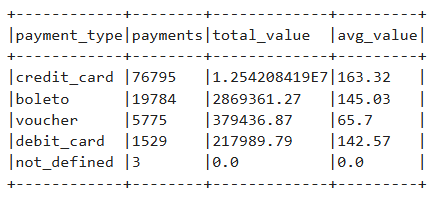 +------------+--------+--------------+---------+
|payment_type|payments|total_value   |avg_value|
+------------+--------+--------------+---------+
|credit_card |76795   |1.254208419E7|163.32   |
|boleto      |19784   |2869361.27    |145.03   |
|voucher     |5775    |379436.87     |65.7     |
|debit_card  |1529    |217989.79     |142.57   |
|not_defined |3       |0.0           |0.0      |
+------------+--------+--------------+---------+